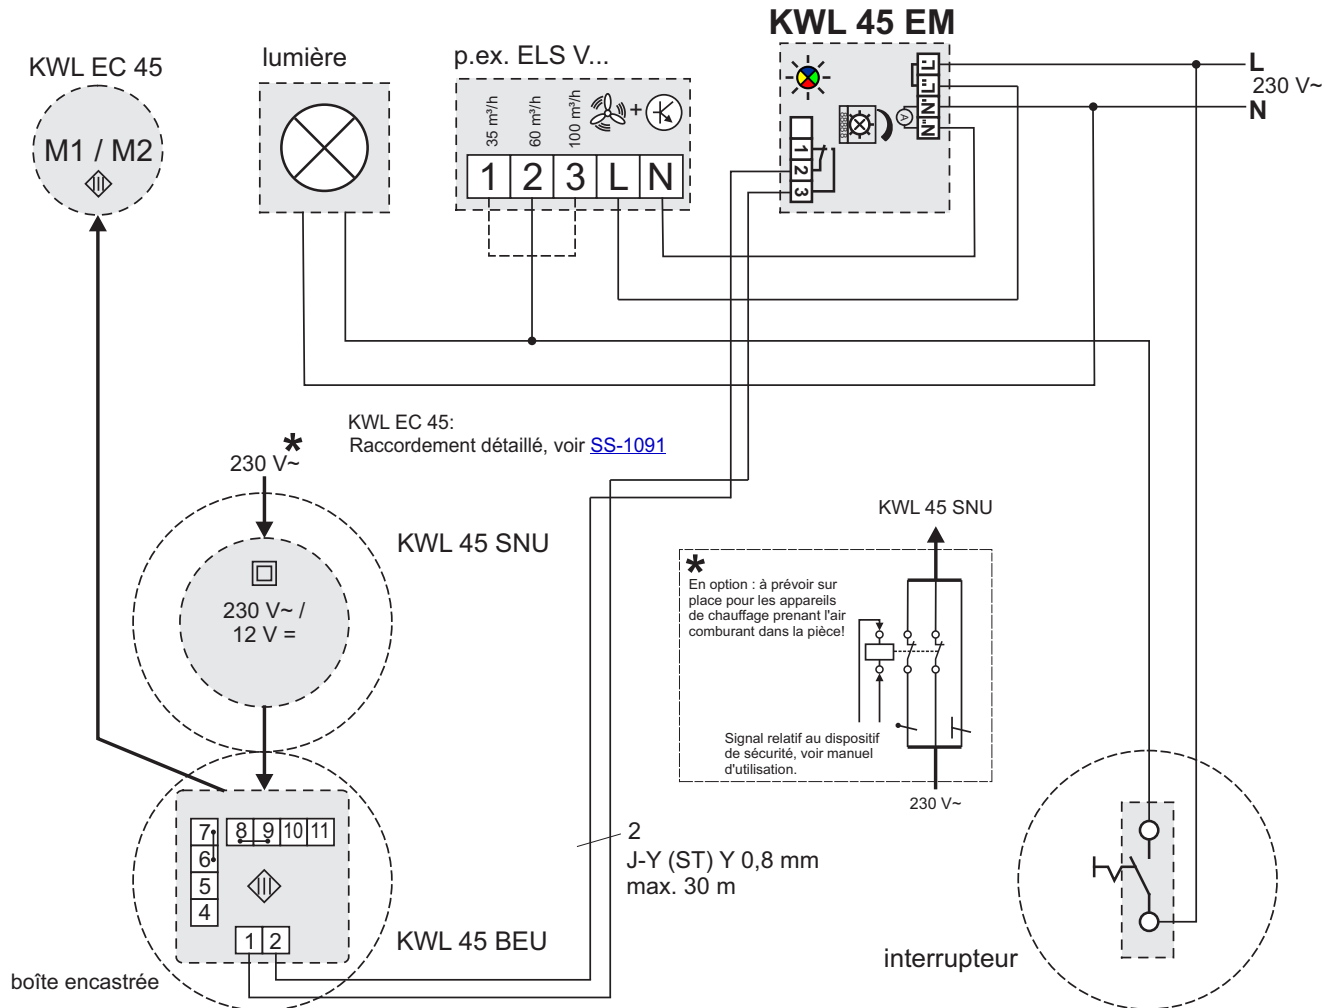 KWL 45 EM
KWL EC 45
lumière
p.ex. ELS V...
L
230 V~
N
M1 / M2
35 m³/h
60 m³/h
100 m³/h
+
1 2 3 L N
L'
L"
N'
N"
A
88888
1
2
3
KWL EC 45:
Raccordement détaillé, voir SS-1091
*
230 V~
KWL 45 SNU
230 V~ /
12 V =
KWL 45 SNU
*
En option : à prévoir sur
place pour les appareils
de chauffage prenant l'air
comburant dans la pièce!
Signal relatif au dispositif
de sécurité, voir manuel
d'utilisation.
230 V~
2
J-Y (ST) Y 0,8 mm
max. 30 m
7 8 9 10 11
6
5
4
1 2
KWL 45 BEU
boîte encastrée
interrupteur